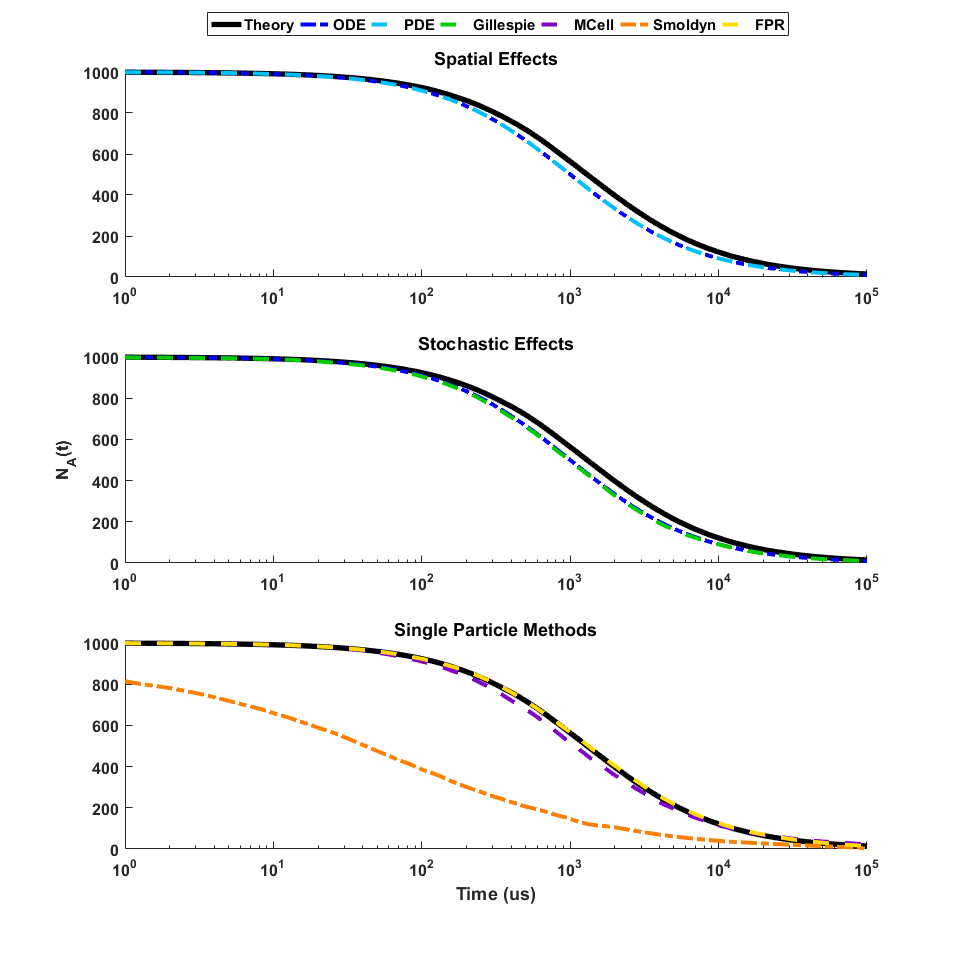 Theory ODE PDE Gillespie MCell Smoldyn FPR
Spatial Effects
1000
800
600
400
200
0
10^0 10^1 10^2 10^3 10^4 10^5
Stochastic Effects
N_A(t)
1000
800
600
400
200
0
10^0 10^1 10^2 10^3 10^4 10^5
Single Particle Methods
1000
800
600
400
200
0
10^0 10^1 10^2 10^3 10^4 10^5
Time (us)